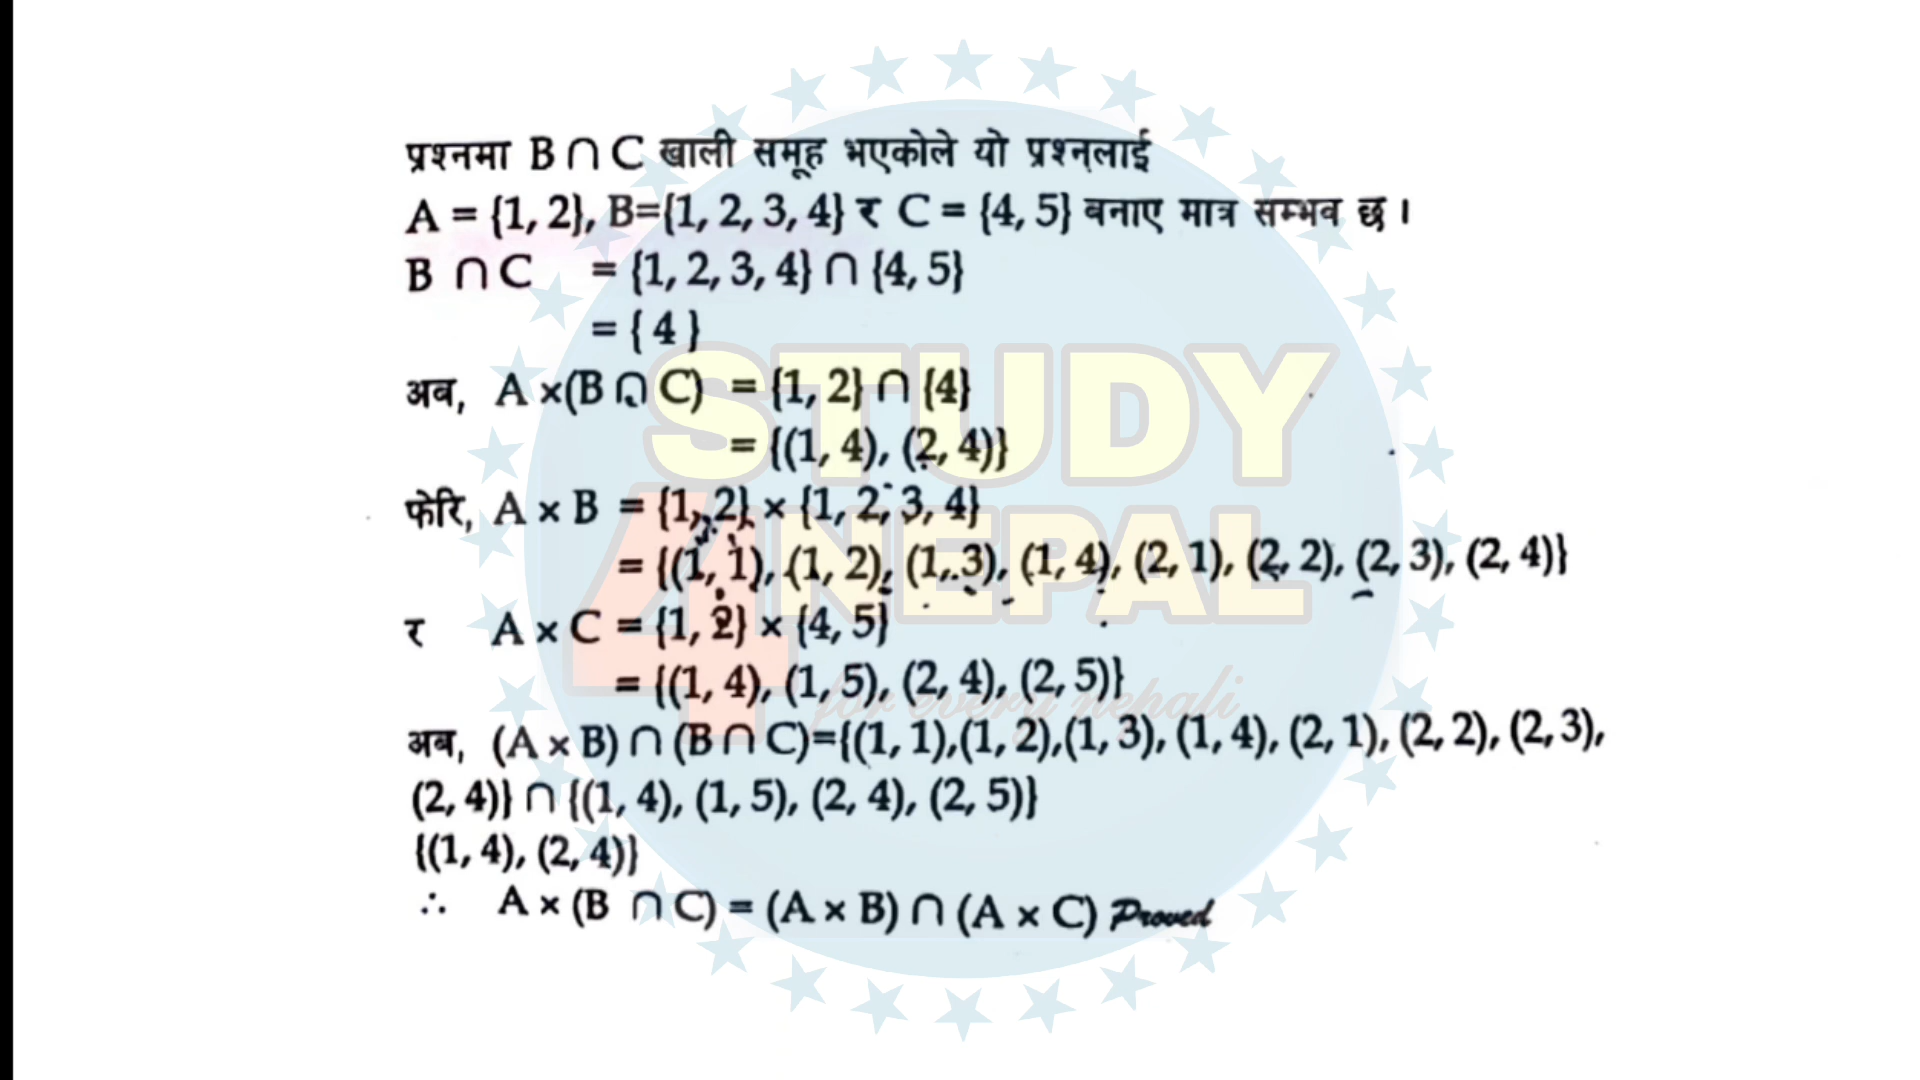 प्रश्नमा B ∩ C खाली समूह भएकोले यो प्रश्नलाई
A = {1, 2}, B={1, 2, 3, 4} र C = {4, 5} बनाए मात्र सम्भव छ ।
B ∩ C = {1, 2, 3, 4} ∩ {4, 5}
= { 4 }
अब, A ×(B ∩ C) = {1, 2} ∩ {4}
= {(1, 4), (2, 4)}
फेरि, A × B = {1, 2} × {1, 2, 3, 4}
= {(1, 1), (1, 2), (1, 3), (1, 4), (2, 1), (2, 2), (2, 3), (2, 4)}
र A × C = {1, 2} × {4, 5}
= {(1, 4), (1, 5), (2, 4), (2, 5)}
अब, (A × B) ∩ (B ∩ C)={(1, 1),(1, 2),(1, 3), (1, 4), (2, 1), (2, 2), (2, 3),
(2, 4)} ∩ {(1, 4), (1, 5), (2, 4), (2, 5)}
{(1, 4), (2, 4)}
∴ A × (B ∩ C) = (A × B) ∩ (A × C) Proved
STUDY
4 NEPAL
for every nepali